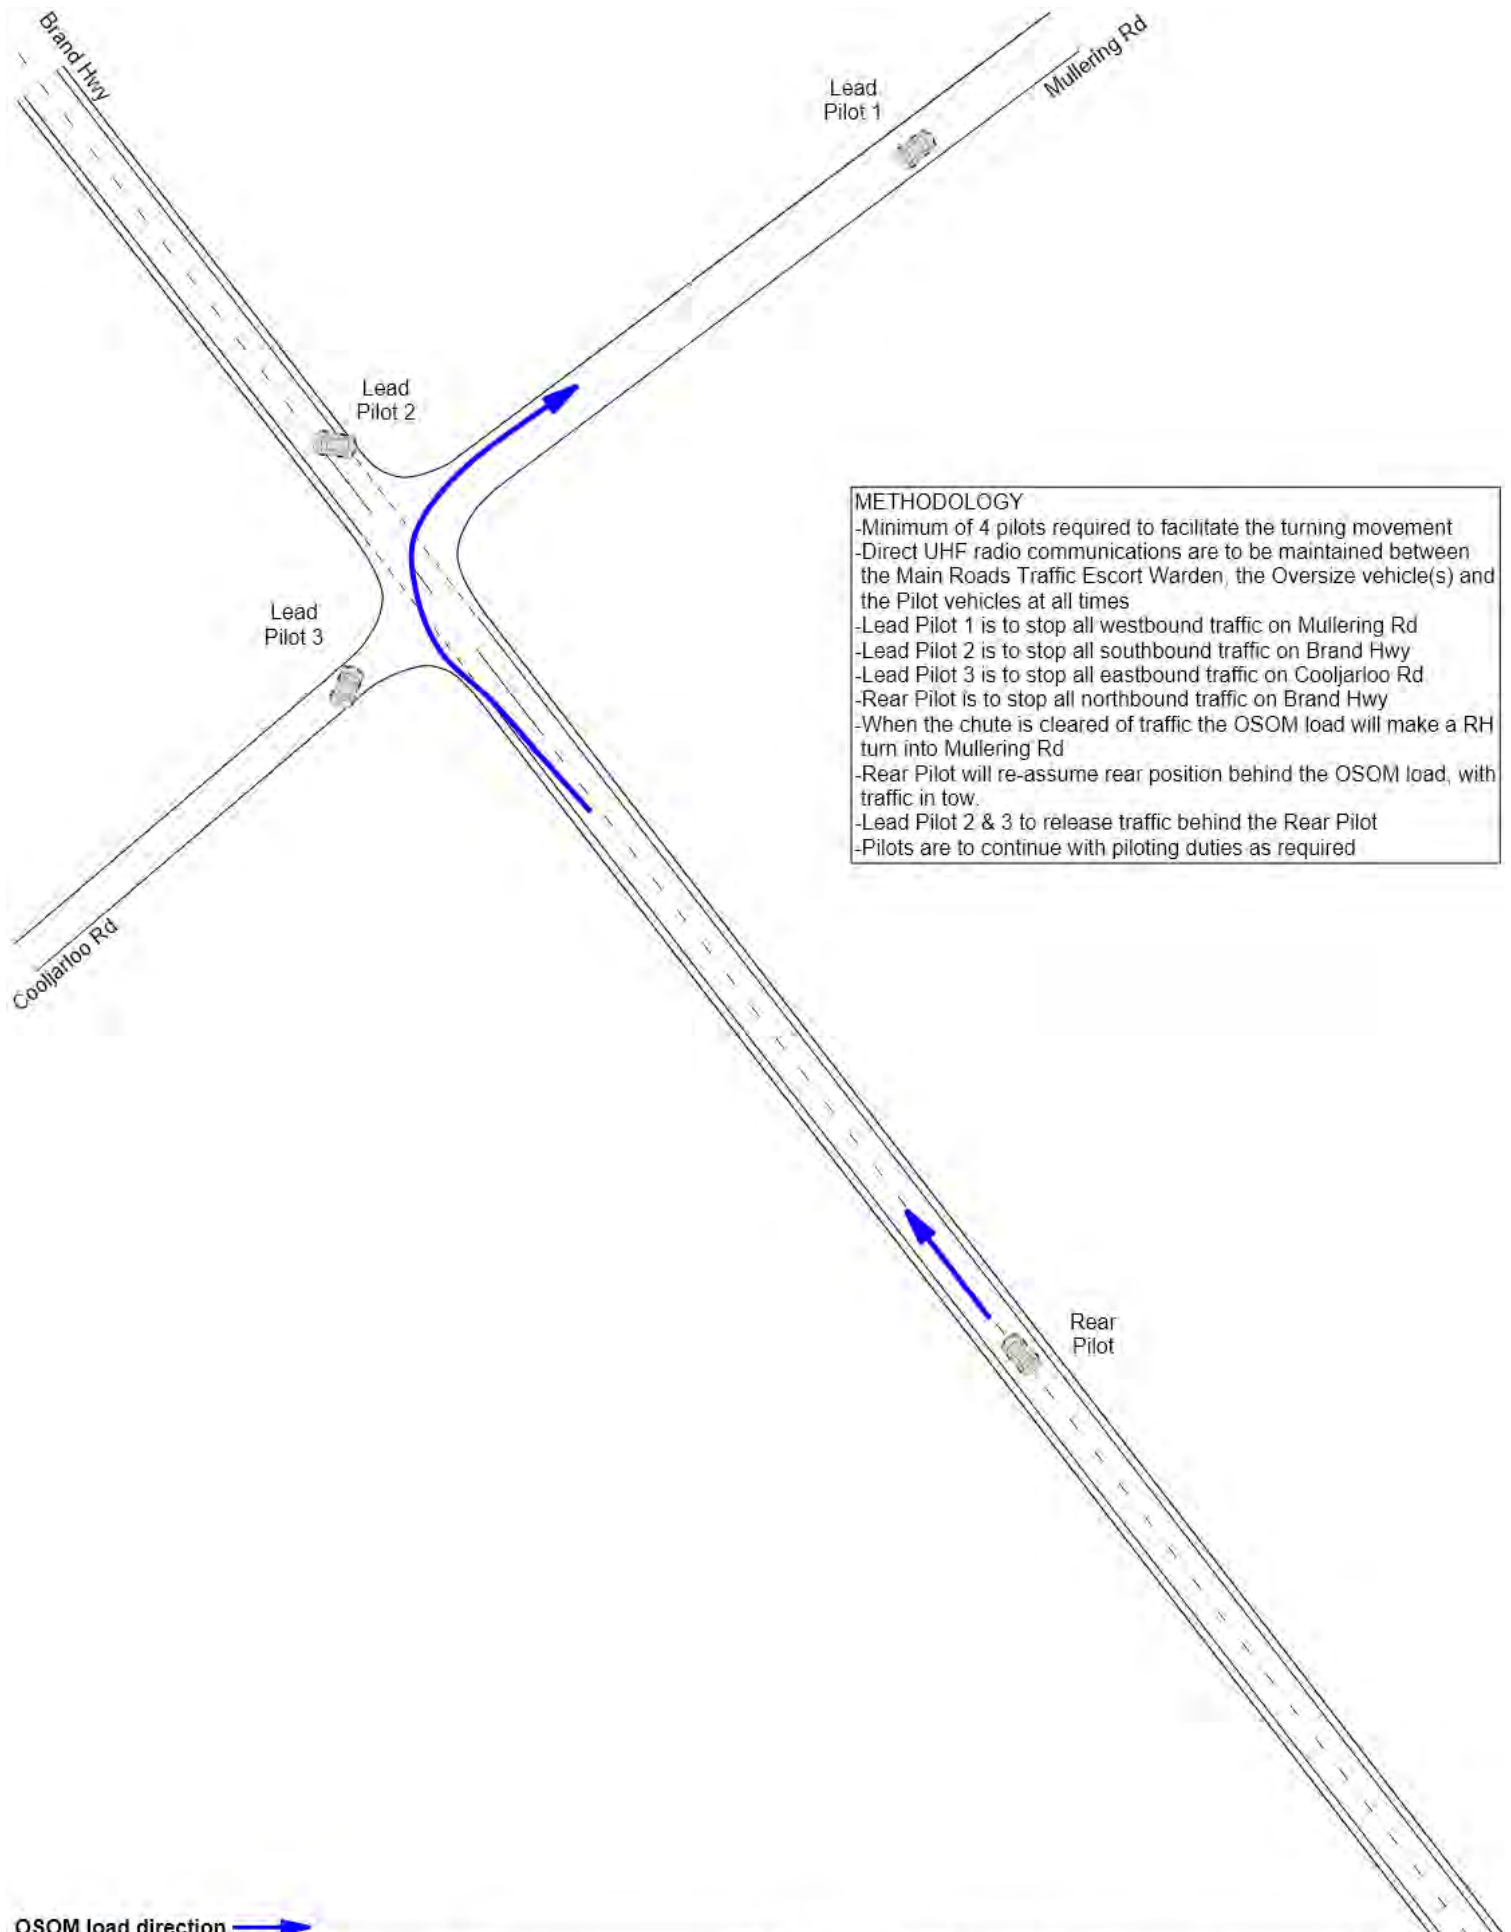 Brand Hwy
Mullering Rd
Lead
Pilot 1
Lead
Pilot 2
METHODOLOGY
-Minimum of 4 pilots required to facilitate the turning movement
-Direct UHF radio communications are to be maintained between
the Main Roads Traffic Escort Warden, the Oversize vehicle(s) and
the Pilot vehicles at all times
-Lead Pilot 1 is to stop all westbound traffic on Mullering Rd
-Lead Pilot 2 is to stop all southbound traffic on Brand Hwy
-Lead Pilot 3 is to stop all eastbound traffic on Cooljarloo Rd
-Rear Pilot is to stop all northbound traffic on Brand Hwy
-When the chute is cleared of traffic the OSOM load will make a RH
turn into Mullering Rd
-Rear Pilot will re-assume rear position behind the OSOM load, with
traffic in tow.
-Lead Pilot 2 & 3 to release traffic behind the Rear Pilot
-Pilots are to continue with piloting duties as required
Lead
Pilot 3
Cooljarloo Rd
Rear
Pilot
OSOM load direction